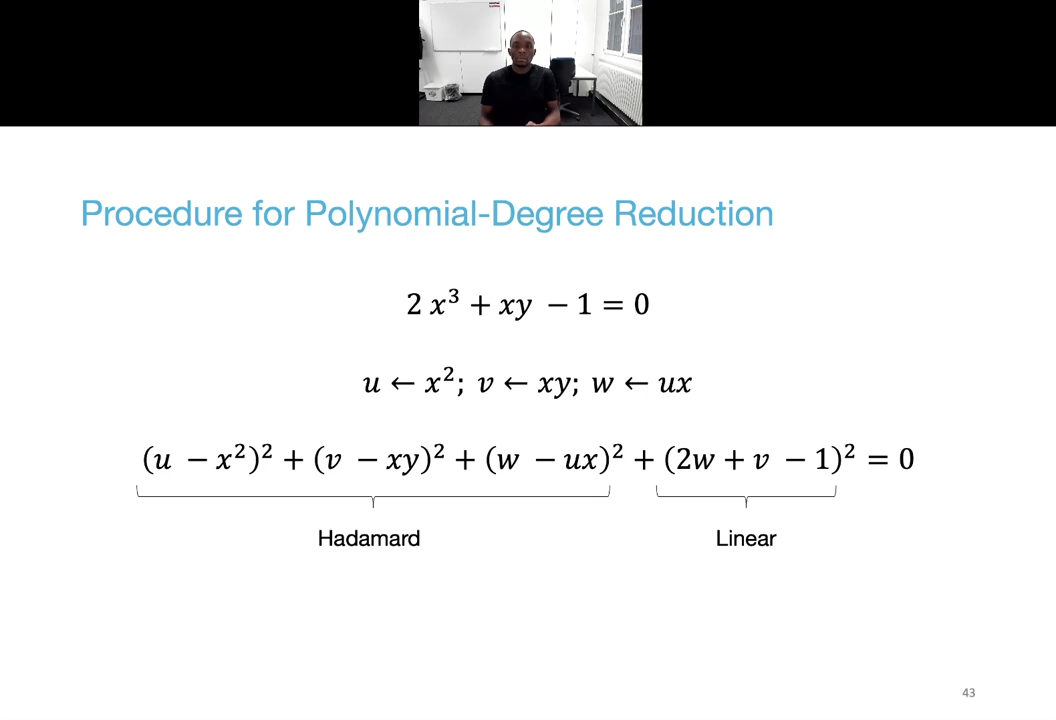 Procedure for Polynomial-Degree Reduction
2 x³ + xy − 1 = 0
u ← x²; v ← xy; w ← ux
(u − x²)² + (v − xy)² + (w − ux)² + (2w + v − 1)² = 0
Hadamard Linear
43